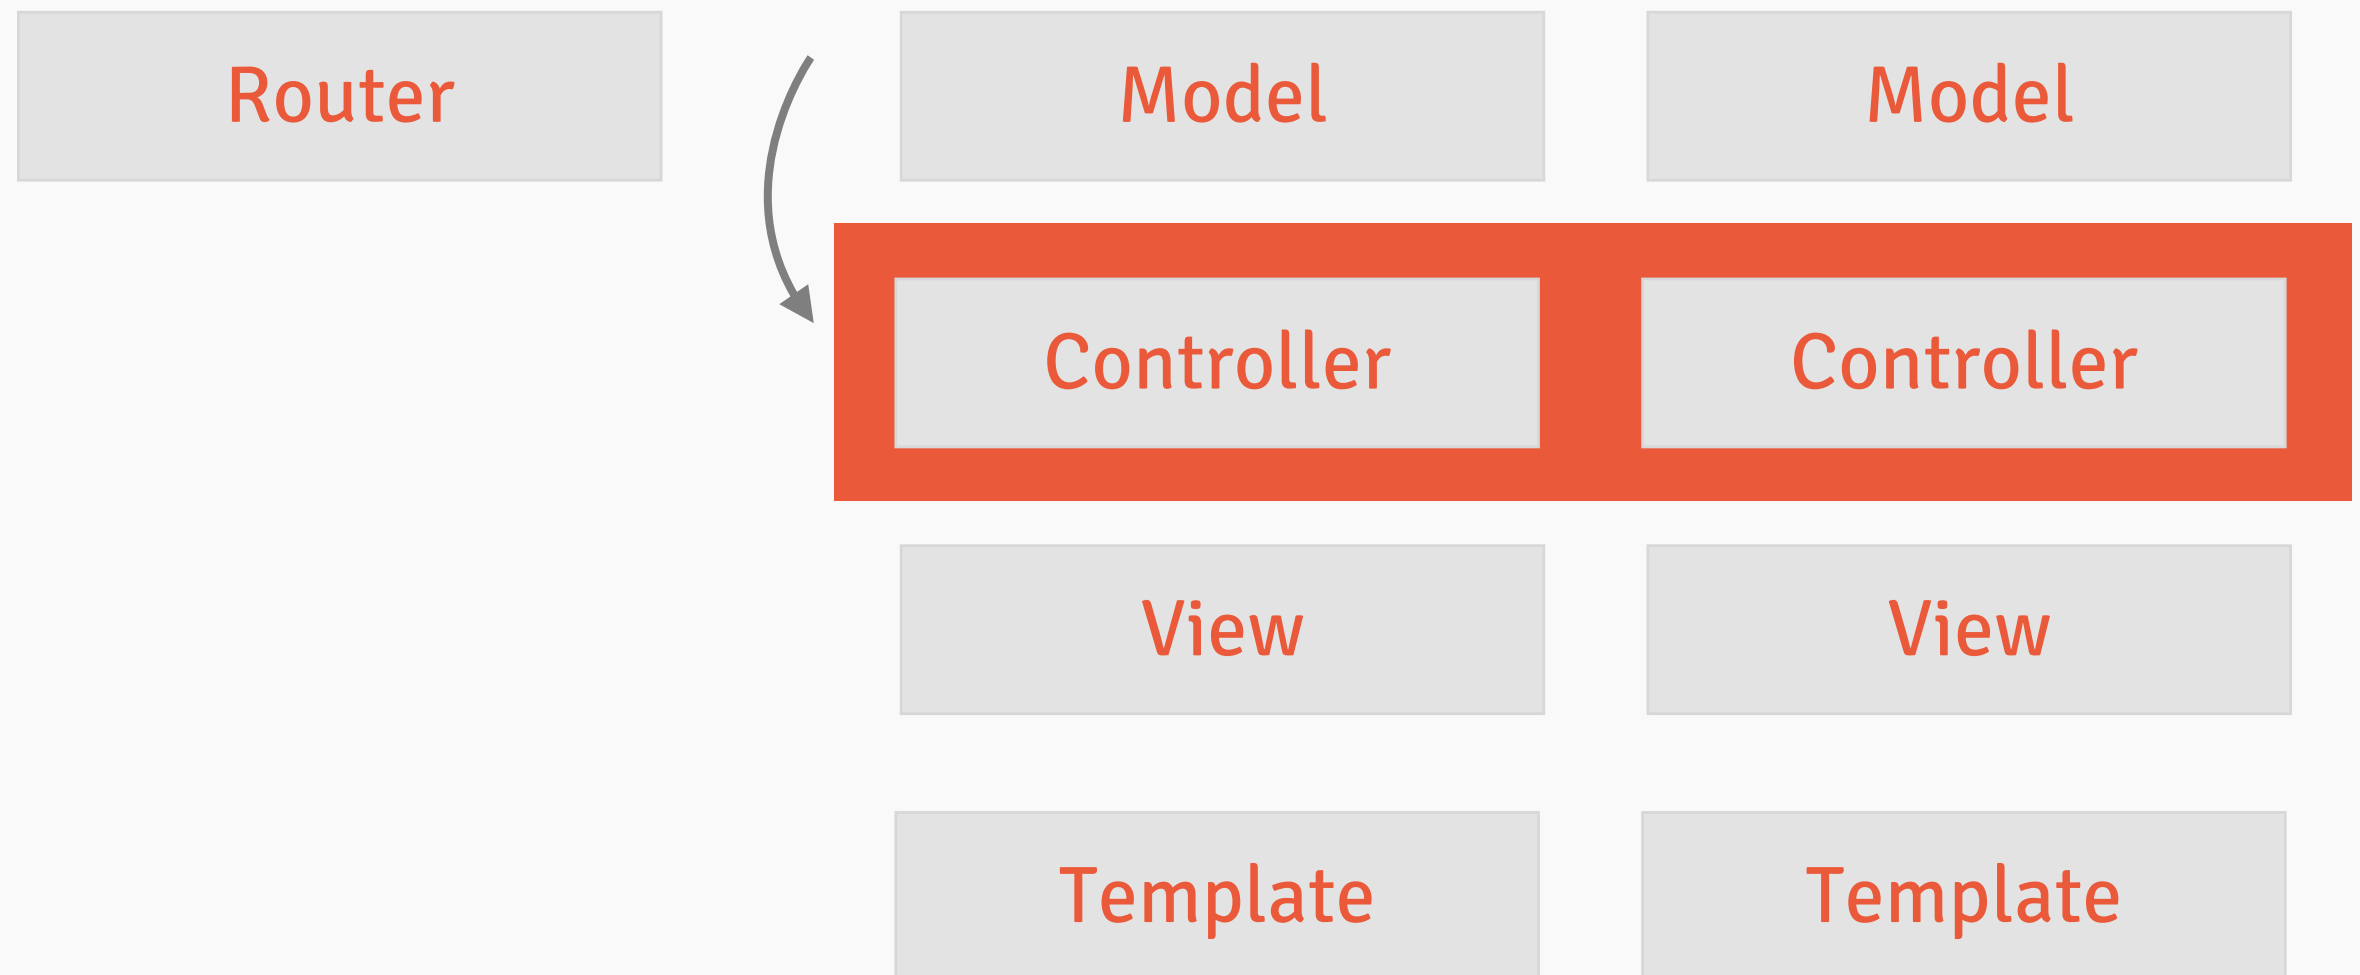 Router
Model
Model
Controller
Controller
View
View
Template
Template